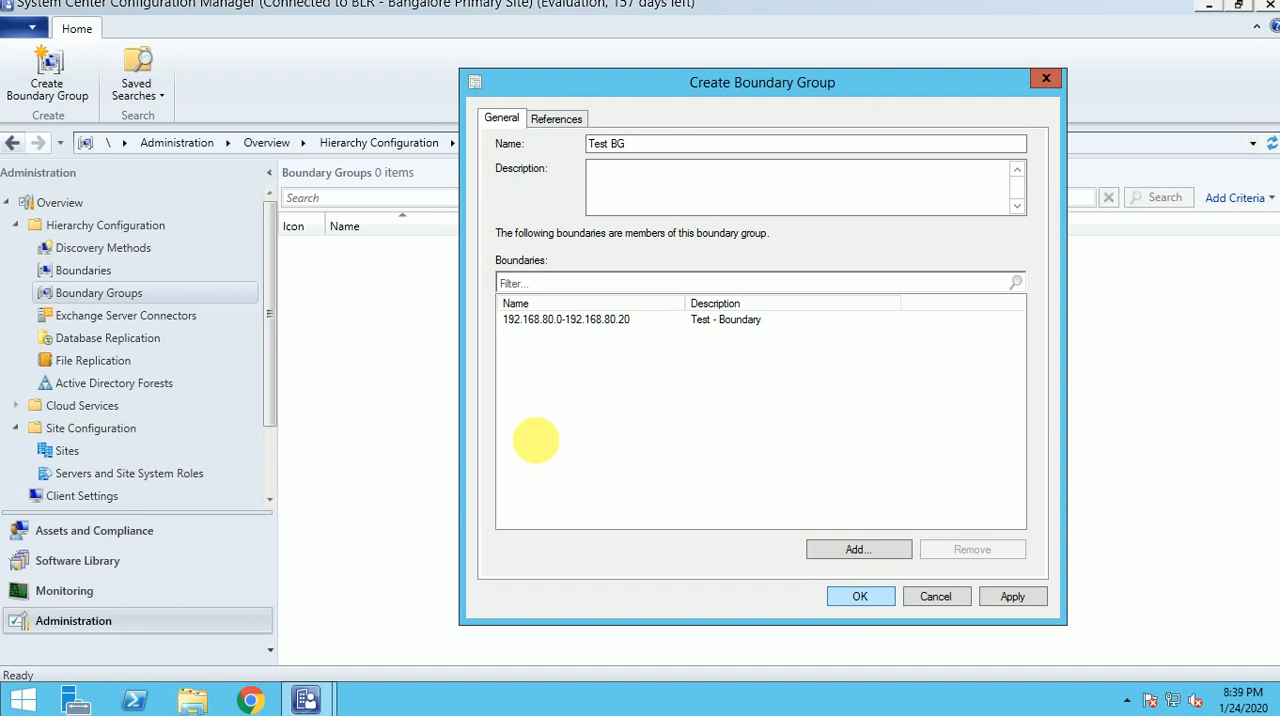 System Center Configuration Manager (Connected to BLR - Bangalore Primary Site) (Evaluation, 157 days left)
Home
Create Boundary Group
Saved Searches
Create
Search
\ Administration Overview Hierarchy Configuration
Administration
Overview
Hierarchy Configuration
Discovery Methods
Boundaries
Boundary Groups
Exchange Server Connectors
Database Replication
File Replication
Active Directory Forests
Cloud Services
Site Configuration
Sites
Servers and Site System Roles
Client Settings
Assets and Compliance
Software Library
Monitoring
Administration
Boundary Groups 0 items
Search
Search
Add Criteria
Icon Name
Create Boundary Group
General References
Name: Test BG
Description:
The following boundaries are members of this boundary group.
Boundaries:
Filter...
Name Description
192.168.80.0-192.168.80.20 Test - Boundary
Add... Remove
OK Cancel Apply
Ready
8:39 PM
1/24/2020